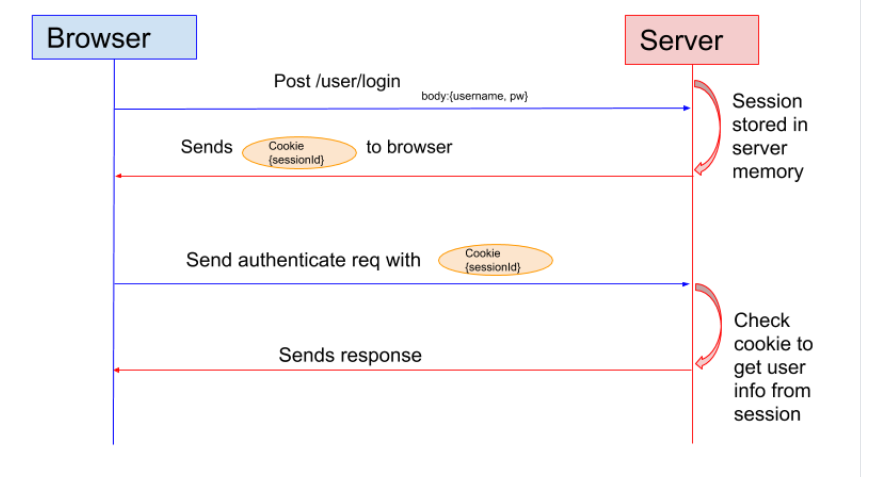 Browser
Server
Post /user/login
body:{username, pw}
Session
stored in
server
memory
Sends
Cookie
{sessionId}
to browser
Send authenticate req with
Cookie
{sessionId}
Check
cookie to
get user
info from
session
Sends response